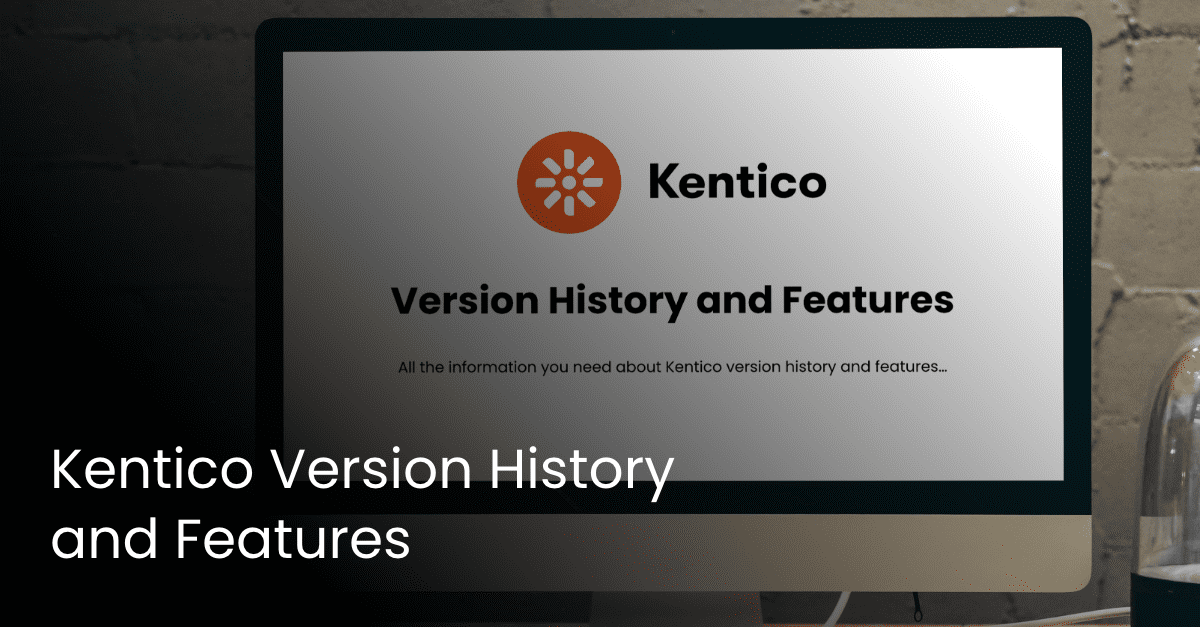 Kentico
Version History and Features
All the information you need about Kentico version history and features...
Kentico Version History
and Features